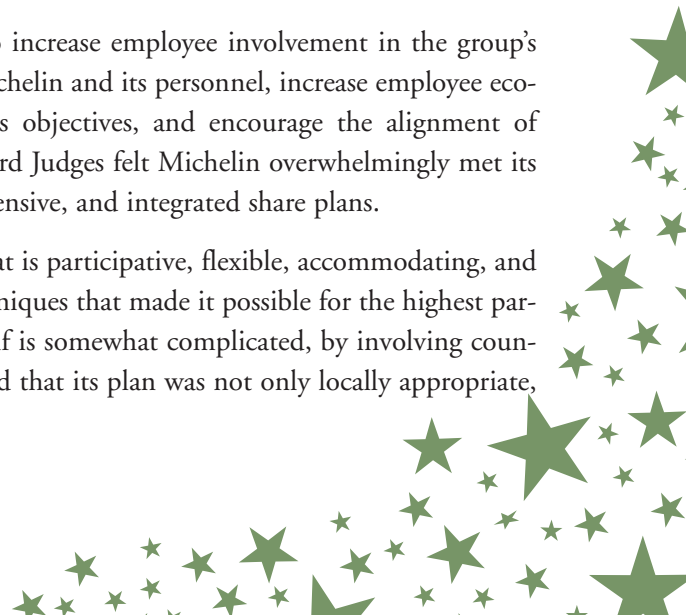 increase employee involvement in the group’s
chelin and its personnel, increase employee eco-
s objectives, and encourage the alignment of
rd Judges felt Michelin overwhelmingly met its
ensive, and integrated share plans.
at is participative, flexible, accommodating, and
niques that made it possible for the highest par-
f is somewhat complicated, by involving coun-
d that its plan was not only locally appropriate,